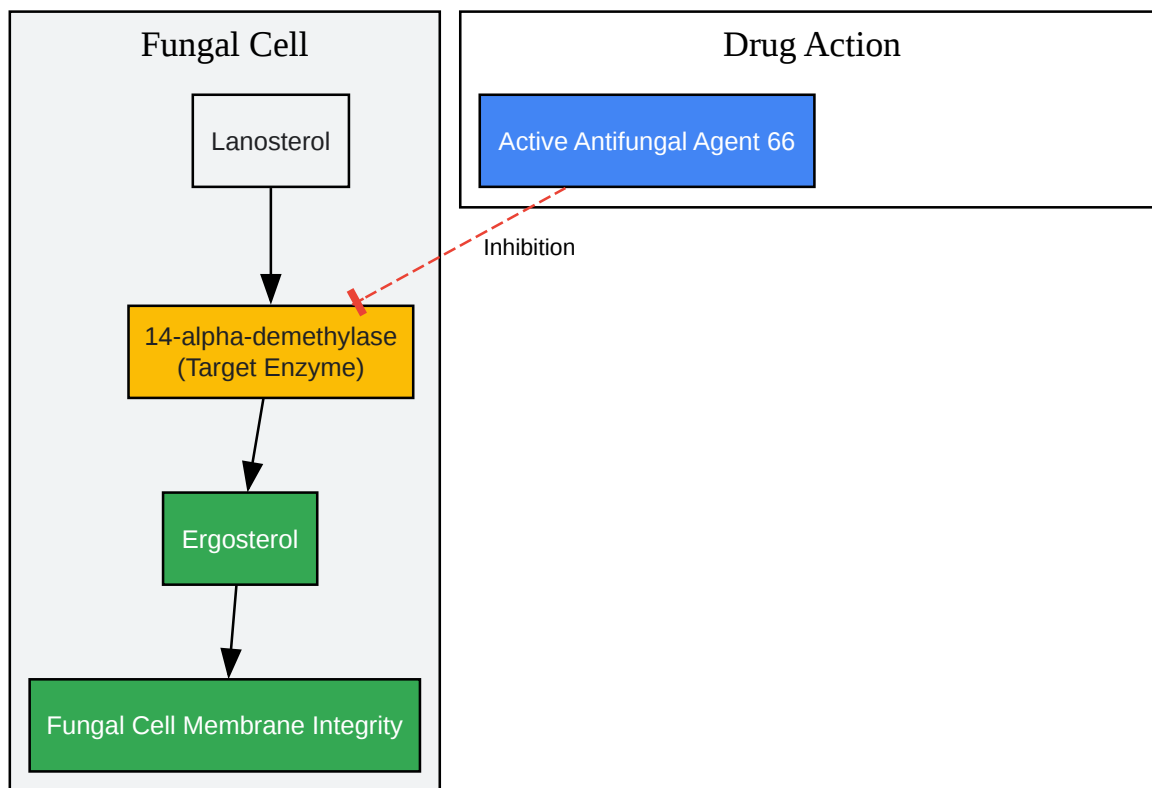 Fungal Cell
Drug Action
Lanosterol
Active Antifungal Agent 66
Inhibition
14-alpha-demethylase
(Target Enzyme)
Ergosterol
Fungal Cell Membrane Integrity